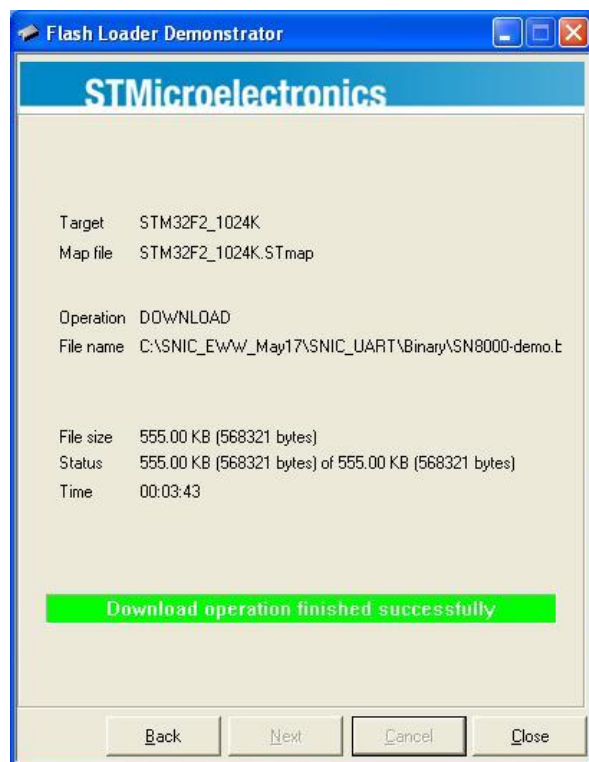 Flash Loader Demonstrator
STMicroelectronics
Target STM32F2_1024K
Map file STM32F2_1024K.STmap
Operation DOWNLOAD
File name C:\SNIC_EWW_May17\SNIC_UART\Binary\SN8000-demo.b
File size 555.00 KB (568321 bytes)
Status 555.00 KB (568321 bytes) of 555.00 KB (568321 bytes)
Time 00:03:43
Download operation finished successfully
Back Next Cancel Close